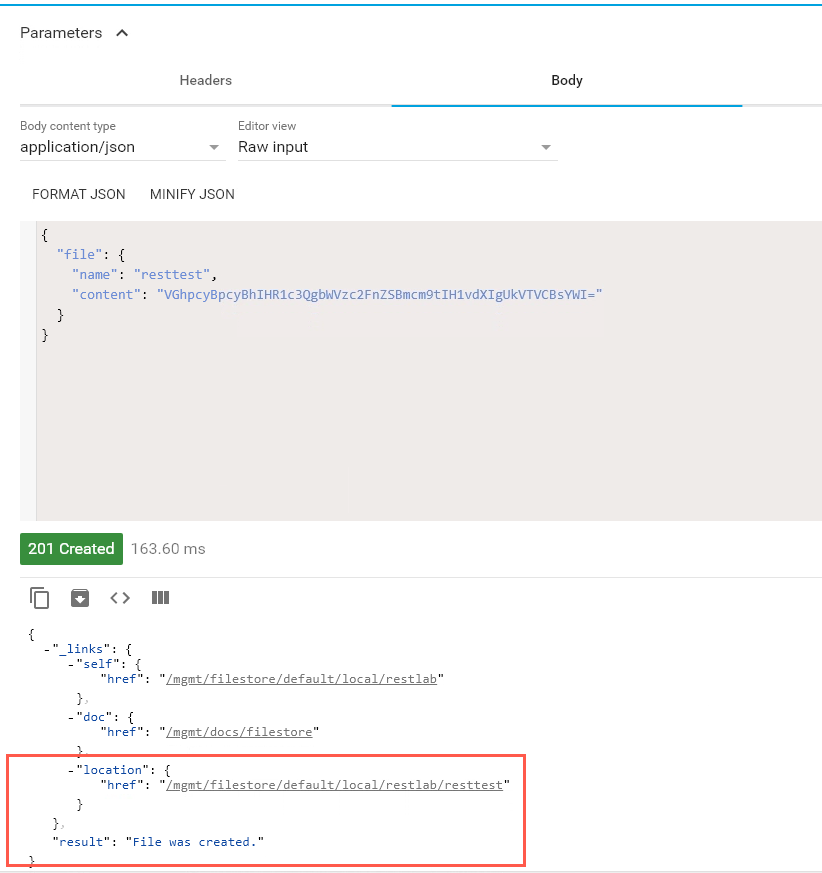 Parameters
Headers Body
Body content type Editor view
application/json Raw input
FORMAT JSON MINIFY JSON
{
"file": {
"name": "resttest",
"content": "VGhpcyBpcyBhIHR1c3QgbWVzc2FnZSBmcm9tIH1vdXIgUkVTVCBsYWI="
}
}
201 Created 163.60 ms
{
-"_links": {
-"self": {
"href": "/mgmt/filestore/default/local/restlab"
},
-"doc": {
"href": "/mgmt/docs/filestore"
},
-"location": {
"href": "/mgmt/filestore/default/local/restlab/resttest"
}
},
"result": "File was created."
}